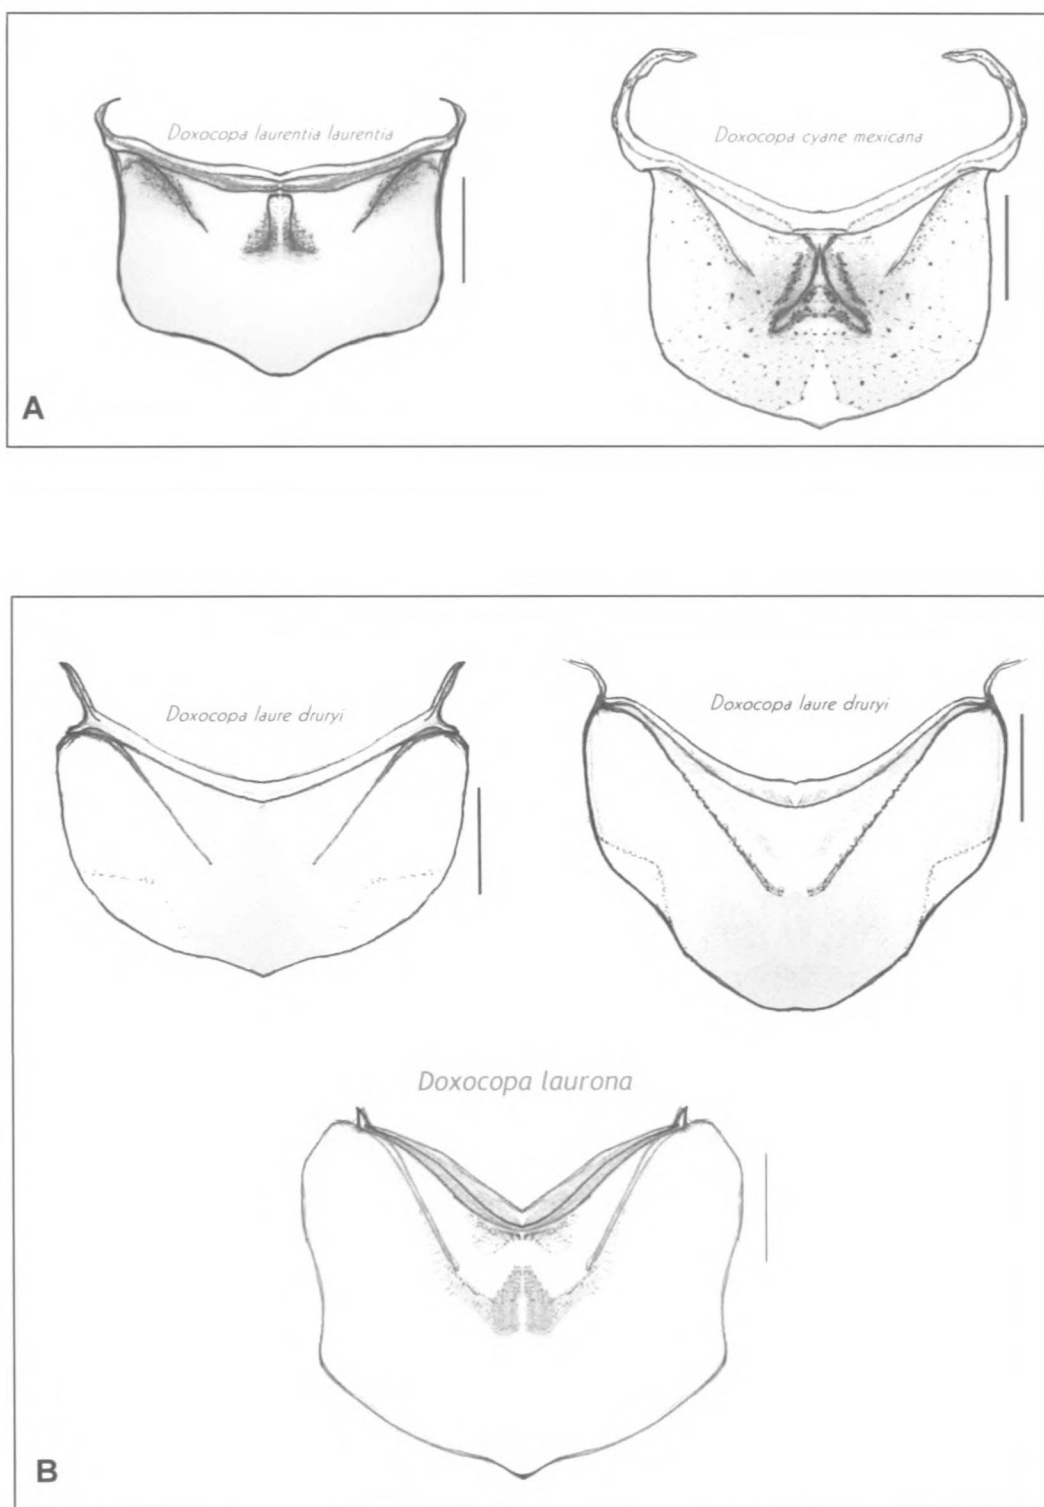 Doxocopa laurentia laurentia
Doxocopa cyane mexicana
A
Doxocopa laure druryi
Doxocopa laure druryi
Doxocopa laurona
B